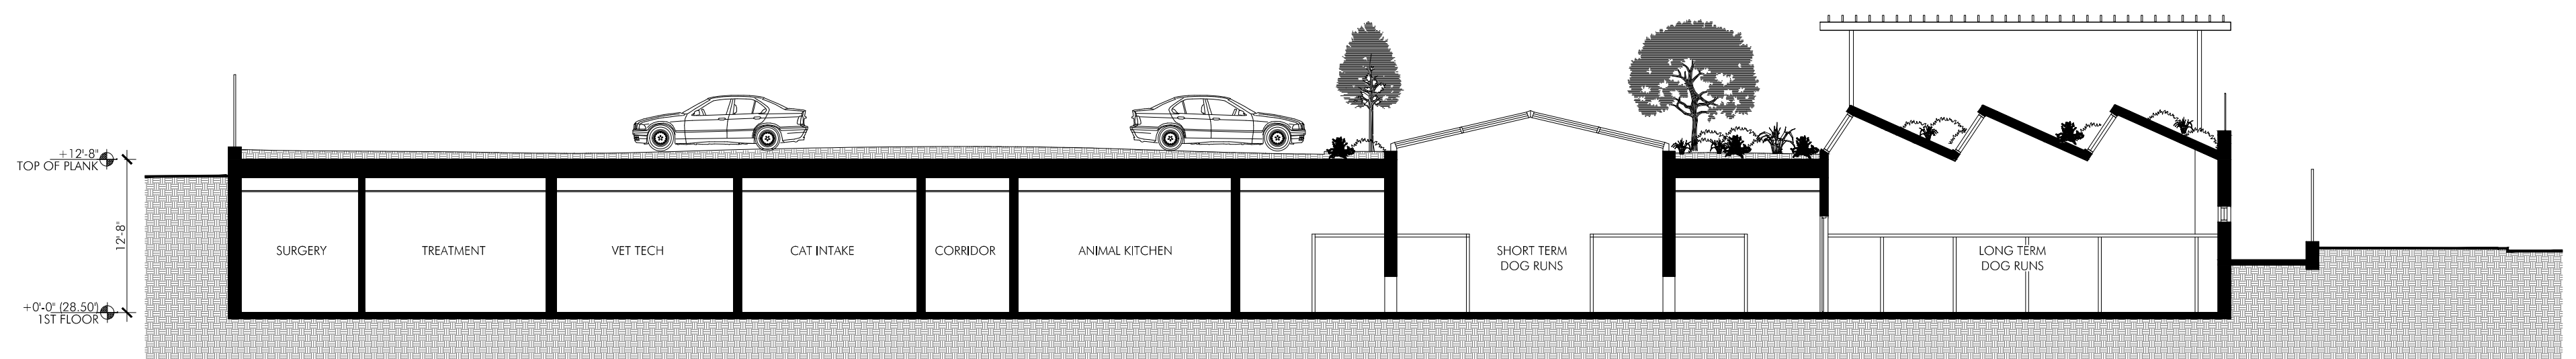 +12'-8"
TOP OF PLANK
12'-8"
+0'-0" (28.50')
1ST FLOOR
SURGERY
TREATMENT
VET TECH
CAT INTAKE
CORRIDOR
ANIMAL KITCHEN
SHORT TERM
DOG RUNS
LONG TERM
DOG RUNS